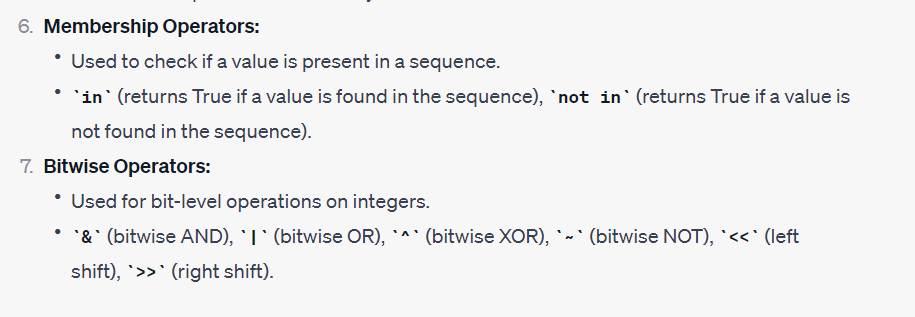 6. Membership Operators:
• Used to check if a value is present in a sequence.
• `in` (returns True if a value is found in the sequence), `not in` (returns True if a value is
not found in the sequence).
7. Bitwise Operators:
• Used for bit-level operations on integers.
• `&` (bitwise AND), `|` (bitwise OR), `^` (bitwise XOR), `~` (bitwise NOT), `<<` (left
shift), `>>` (right shift).